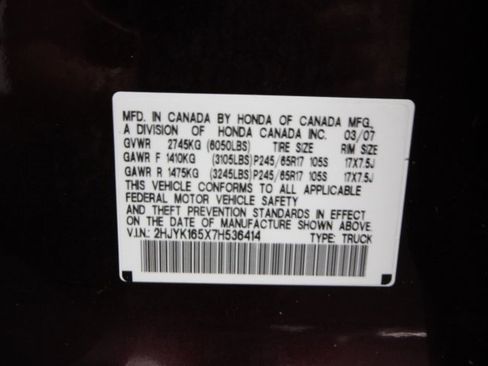 MFD. IN CANADA BY HONDA OF CANADA MFG.
A DIVISION OF HONDA CANADA INC. 03/07
GVWR 2745KG (6050LBS) TIRE SIZE RIM SIZE
GAWR F 1410KG (3105LBS)P245/65R17 105S 17X7.5J
GAWR R 1475KG (3245LBS)P245/65R17 105S 17X7.5J
THIS VEHICLE CONFORMS TO ALL APPLICABLE
FEDERAL MOTOR VEHICLE SAFETY
AND THEFT PREVENTION STANDARDS IN EFFECT
ON THE DATE OF MANUFACTURE SHOWN ABOVE.
V.I.N.: 2HJYK165X7H536414 TYPE: TRUCK